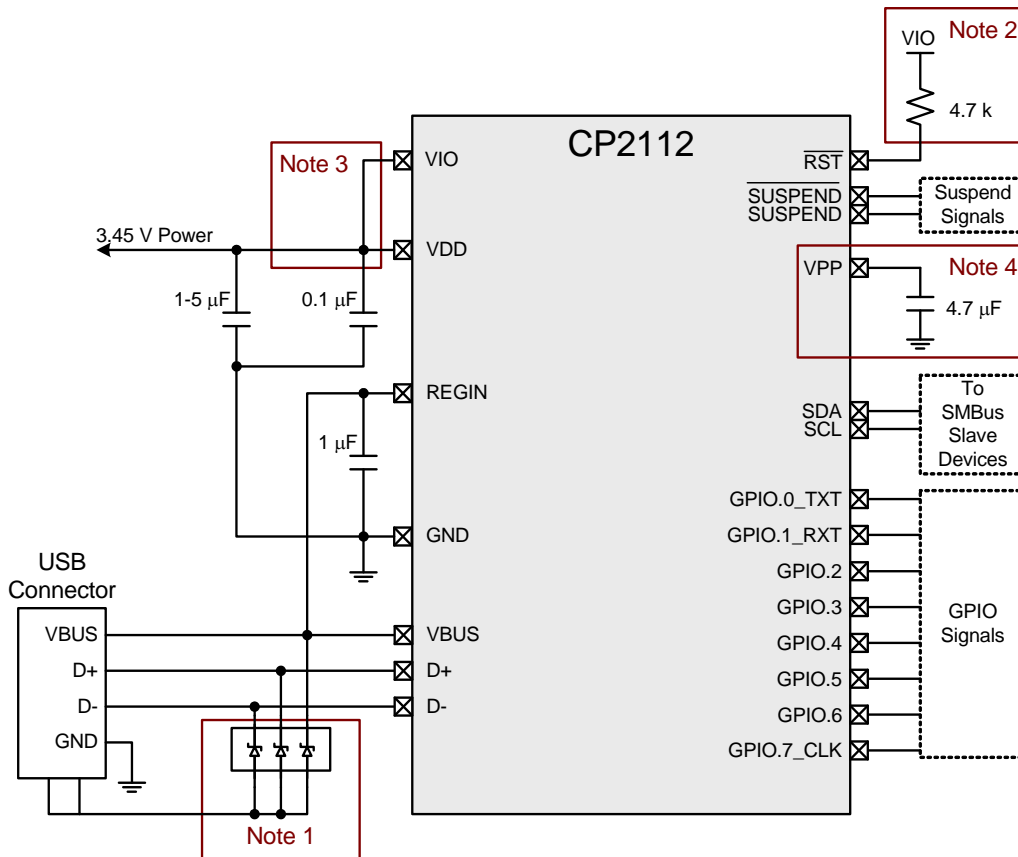 Note 2
VIO
4.7 k
CP2112
Note 3
VIO
RST
SUSPEND
SUSPEND
Suspend
Signals
3.45 V Power
VDD
VPP
Note 4
1-5 μF
0.1 μF
4.7 μF
REGIN
1 μF
SDA
SCL
To
SMBus
Slave
Devices
GPIO.0_TXT
GND
GPIO.1_RXT
USB
Connector
GPIO.2
GPIO.3
GPIO.4
GPIO.5
GPIO.6
GPIO.7_CLK
GPIO
Signals
VBUS
VBUS
D+
D+
D-
D-
GND
Note 1